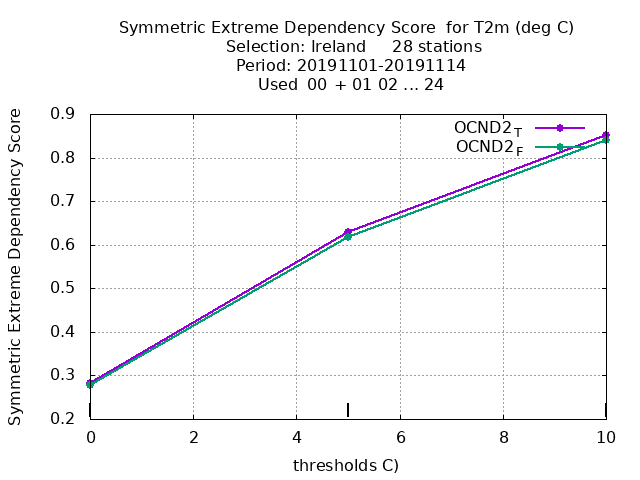 Symmetric Extreme Dependency Score  for T2m (deg C)
Selection: Ireland     28 stations
Period: 20191101-20191114
Used  00 + 01 02 ... 24
Symmetric Extreme Dependency Score
0.9
0.8
0.7
0.6
0.5
0.4
0.3
0.2
OCND2T
OCND2F
0 2 4 6 8 10
thresholds C)